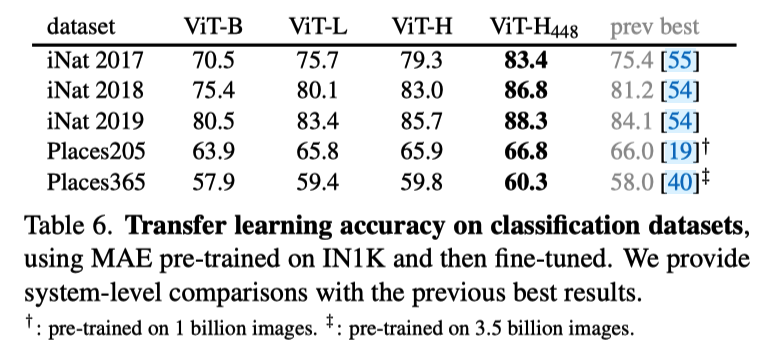 dataset ViT-B ViT-L ViT-H ViT-H448 prev best
iNat 2017 70.5 75.7 79.3 83.4 75.4 [55]
iNat 2018 75.4 80.1 83.0 86.8 81.2 [54]
iNat 2019 80.5 83.4 85.7 88.3 84.1 [54]
Places205 63.9 65.8 65.9 66.8 66.0 [19]†
Places365 57.9 59.4 59.8 60.3 58.0 [40]‡
Table 6. Transfer learning accuracy on classification datasets,
using MAE pre-trained on IN1K and then fine-tuned. We provide
system-level comparisons with the previous best results.
†: pre-trained on 1 billion images. ‡: pre-trained on 3.5 billion images.